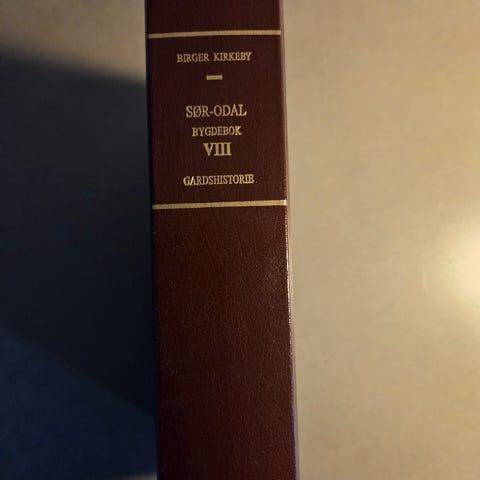 BIRGER KIRKEBY
SØR-ODAL
BYGDEBOK
VIII
GARDSHISTORIE